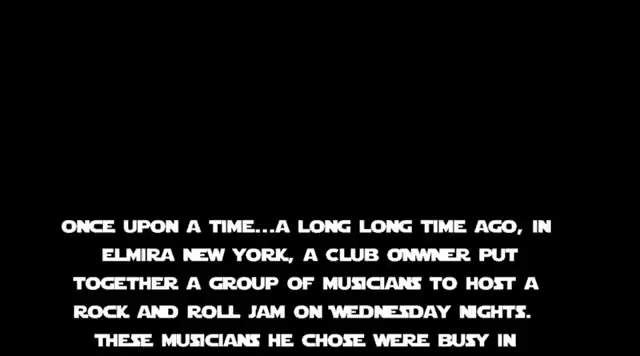 ONCE UPON A TIME...A LONG LONG TIME AGO, IN
ELMIRA NEW YORK, A CLUB ONWNER PUT
TOGETHER A GROUP OF MUSICIANS TO HOST A
ROCK AND ROLL JAM ON WEDNESDAY NIGHTS.
THESE MUSICIANS HE CHOSE WERE BUSY IN